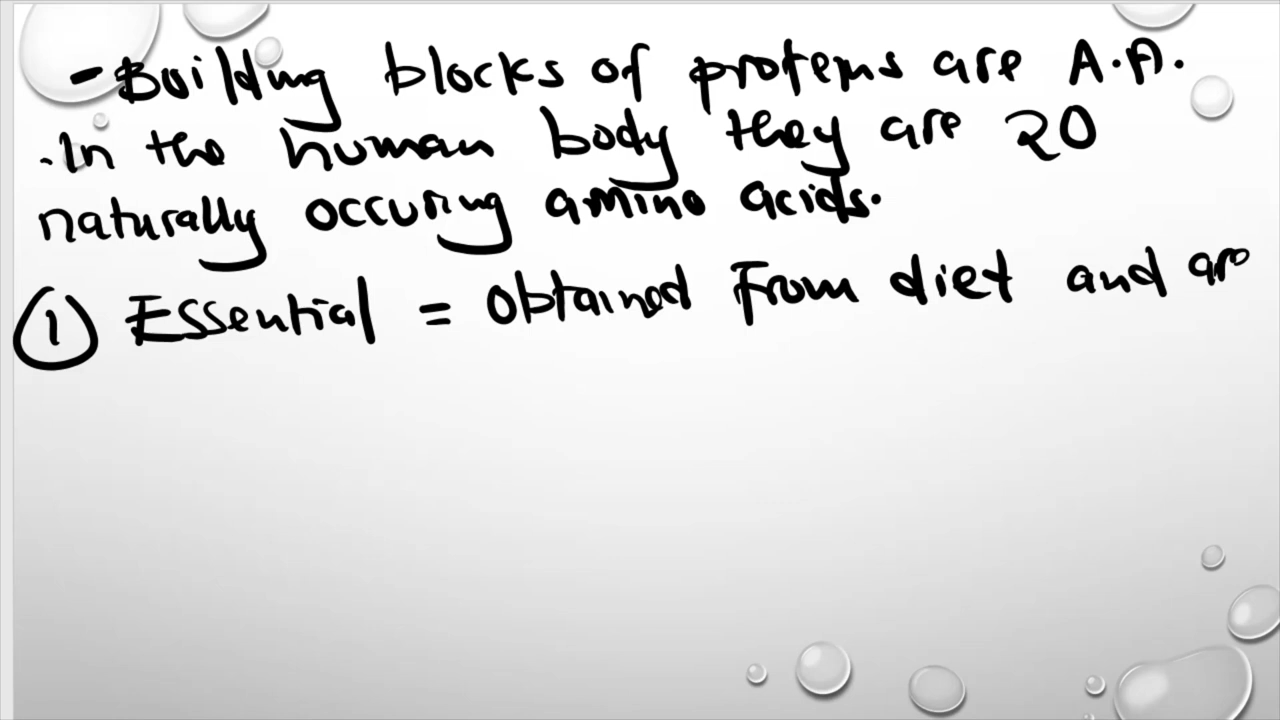 - Building blocks of proteins are A.A.
. In the human body they are 20
naturally occuring amino acids.
① Essential = Obtained From diet and are